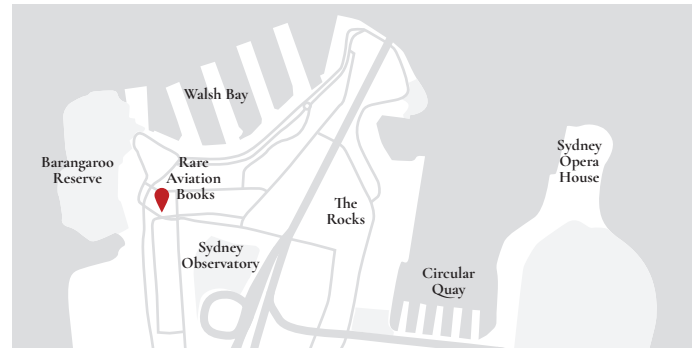 Walsh Bay
Barangaroo
Reserve
Rare
Aviation
Books
Sydney
Opera
House
The
Rocks
Sydney
Observatory
Circular
Quay